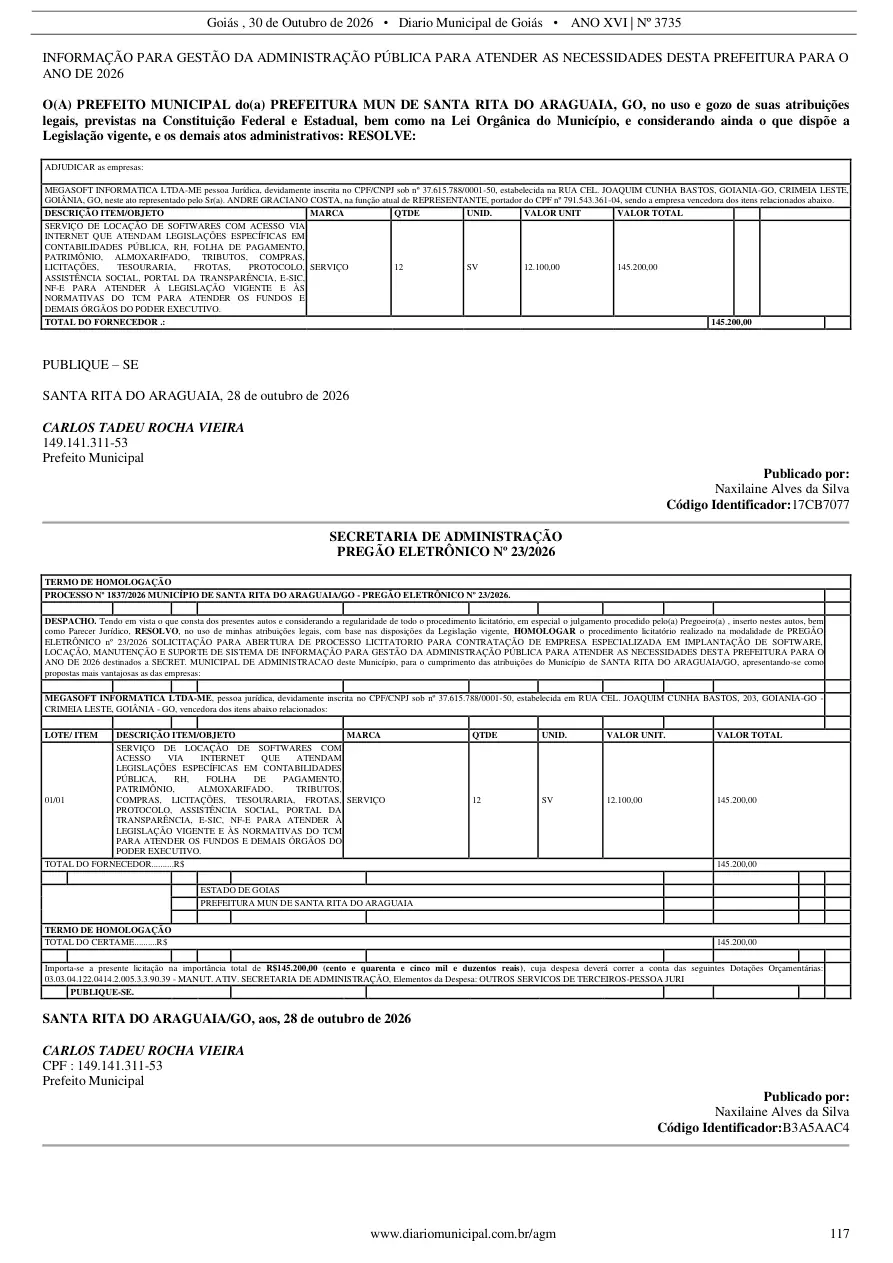 Goiás , 30 de Outubro de 2026 • Diario Municipal de Goiás • ANO XVI | Nº 3735
INFORMAÇÃO PARA GESTÃO DA ADMINISTRAÇÃO PÚBLICA PARA ATENDER AS NECESSIDADES DESTA PREFEITURA PARA O
ANO DE 2026
O(A) PREFEITO MUNICIPAL do(a) PREFEITURA MUN DE SANTA RITA DO ARAGUAIA, GO, no uso e gozo de suas atribuições
legais, previstas na Constituição Federal e Estadual, bem como na Lei Orgânica do Município, e considerando ainda o que dispõe a
Legislação vigente, e os demais atos administrativos: RESOLVE:
ADJUDICAR as empresas:
MEGASOFT INFORMATICA LTDA-ME pessoa Jurídica, devidamente inscrita no CPF/CNPJ sob nº 37.615.788/0001-50, estabelecida na RUA CEL. JOAQUIM CUNHA BASTOS, GOIANIA-GO, CRIMEIA LESTE,
GOIÂNIA, GO, neste ato representado pelo Sr(a). ANDRE GRACIANO COSTA, na função atual de REPRESENTANTE, portador do CPF nº 791.543.361-04, sendo a empresa vencedora dos itens relacionados abaixo.
DESCRIÇÃO ITEM/OBJETO MARCA QTDE UNID. VALOR UNIT VALOR TOTAL
SERVIÇO DE LOCAÇÃO DE SOFTWARES COM ACESSO VIA
INTERNET QUE ATENDAM LEGISLAÇÕES ESPECÍFICAS EM
CONTABILIDADES PÚBLICA, RH, FOLHA DE PAGAMENTO,
PATRIMÔNIO, ALMOXARIFADO, TRIBUTOS, COMPRAS,
LICITAÇÕES, TESOURARIA, FROTAS, PROTOCOLO, SERVIÇO 12 SV 12.100,00 145.200,00
ASSISTÊNCIA SOCIAL, PORTAL DA TRANSPARÊNCIA, E-SIC,
NF-E PARA ATENDER À LEGISLAÇÃO VIGENTE E ÀS
NORMATIVAS DO TCM PARA ATENDER OS FUNDOS E
DEMAIS ÓRGÃOS DO PODER EXECUTIVO.
TOTAL DO FORNECEDOR .: 145.200,00
PUBLIQUE – SE
SANTA RITA DO ARAGUAIA, 28 de outubro de 2026
CARLOS TADEU ROCHA VIEIRA
149.141.311-53
Prefeito Municipal
Publicado por:
Naxilaine Alves da Silva
Código Identificador:17CB7077
SECRETARIA DE ADMINISTRAÇÃO
PREGÃO ELETRÔNICO Nº 23/2026
TERMO DE HOMOLOGAÇÃO
PROCESSO Nº 1837/2026 MUNICÍPIO DE SANTA RITA DO ARAGUAIA/GO - PREGÃO ELETRÔNICO Nº 23/2026.
DESPACHO. Tendo em vista o que consta dos presentes autos e considerando a regularidade de todo o procedimento licitatório, em especial o julgamento procedido pelo(a) Pregoeiro(a) , inserto nestes autos, bem
como Parecer Jurídico, RESOLVO, no uso de minhas atribuições legais, com base nas disposições da Legislação vigente, HOMOLOGAR o procedimento licitatório realizado na modalidade de PREGÃO
ELETRÔNICO nº 23/2026 SOLICITAÇÃO PARA ABERTURA DE PROCESSO LICITATORIO PARA CONTRATAÇÃO DE EMPRESA ESPECIALIZADA EM IMPLANTAÇÃO DE SOFTWARE,
LOCAÇÃO, MANUTENÇÃO E SUPORTE DE SISTEMA DE INFORMAÇÃO PARA GESTÃO DA ADMINISTRAÇÃO PÚBLICA PARA ATENDER AS NECESSIDADES DESTA PREFEITURA PARA O
ANO DE 2026 destinados a SECRET. MUNICIPAL DE ADMINISTRACAO deste Município, para o cumprimento das atribuições do Município de SANTA RITA DO ARAGUAIA/GO, apresentando-se como
propostas mais vantajosas as das empresas:
MEGASOFT INFORMATICA LTDA-ME, pessoa jurídica, devidamente inscrita no CPF/CNPJ sob nº 37.615.788/0001-50, estabelecida em RUA CEL. JOAQUIM CUNHA BASTOS, 203, GOIANIA-GO -
CRIMEIA LESTE, GOIÂNIA - GO, vencedora dos itens abaixo relacionados:
LOTE/ ITEM DESCRIÇÃO ITEM/OBJETO MARCA QTDE UNID. VALOR UNIT. VALOR TOTAL
SERVIÇO DE LOCAÇÃO DE SOFTWARES COM
ACESSO VIA INTERNET QUE ATENDAM
LEGISLAÇÕES ESPECÍFICAS EM CONTABILIDADES
PÚBLICA, RH, FOLHA DE PAGAMENTO,
PATRIMÔNIO, ALMOXARIFADO. TRIBUTOS,
01/01 COMPRAS, LICITAÇÕES, TESOURARIA, FROTAS, SERVIÇO 12 SV 12.100,00 145.200,00
PROTOCOLO, ASSISTÊNCIA SOCIAL, PORTAL DA
TRANSPARÊNCIA, E-SIC, NF-E PARA ATENDER À
LEGISLAÇÃO VIGENTE E ÀS NORMATIVAS DO TCM
PARA ATENDER OS FUNDOS E DEMAIS ÓRGÃOS DO
PODER EXECUTIVO.
TOTAL DO FORNECEDOR..........R$ 145.200,00
ESTADO DE GOIAS
PREFEITURA MUN DE SANTA RITA DO ARAGUAIA
TERMO DE HOMOLOGAÇÃO
TOTAL DO CERTAME..........R$ 145.200,00
Importa-se a presente licitação na importância total de R$145.200,00 (cento e quarenta e cinco mil e duzentos reais), cuja despesa deverá correr a conta das seguintes Dotações Orçamentárias:
03.03.04.122.0414.2.005.3.3.90.39 - MANUT. ATIV. SECRETARIA DE ADMINISTRAÇÃO, Elementos da Despesa: OUTROS SERVICOS DE TERCEIROS-PESSOA JURI
PUBLIQUE-SE.
SANTA RITA DO ARAGUAIA/GO, aos, 28 de outubro de 2026
CARLOS TADEU ROCHA VIEIRA
CPF : 149.141.311-53
Prefeito Municipal
Publicado por:
Naxilaine Alves da Silva
Código Identificador:B3A5AAC4
www.diariomunicipal.com.br/agm 117